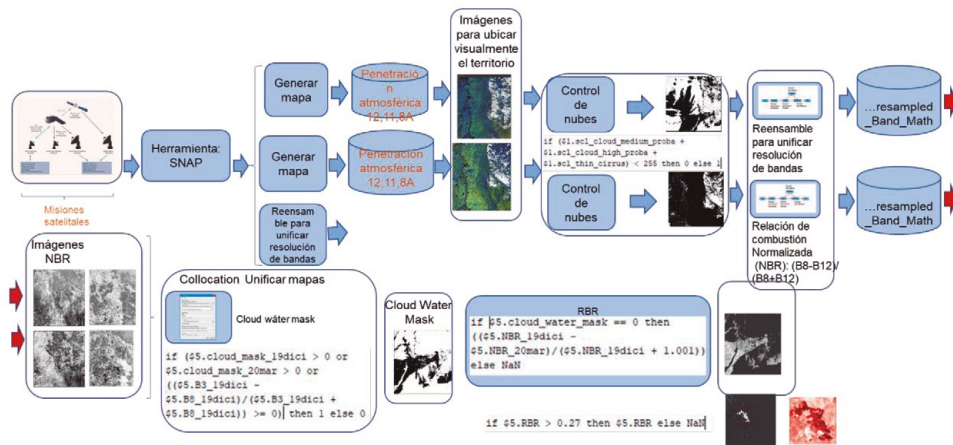 Misiones
satelitales
Herramienta:
SNAP
Generar
mapa
Penetració
n
atmosférica
12,11,8A
Generar
mapa
Penetración
atmosférica
12,11,8A
Reensam
ble para
unificar
resolución
de bandas
Imágenes
para ubicar
visualmente
el territorio
Control
de
nubes
if ($1.scl_cloud_medium_proba +
$1.scl_cloud_high_proba +
$1.scl_thin_cirrus) < 255 then 0 else 1
Control
de
nubes
Reensamble
para unificar
resolución
de bandas
Relación de
combustión
Normalizada
(NBR): (B8-B12)/
(B8+B12)
...resampled
_Band_Math
...resampled
_Band_Math
Imágenes
NBR
Collocation Unificar mapas
Cloud wáter mask
if ($5.cloud_mask_19dici > 0 or
$5.cloud_mask_20mar > 0 or
(($5.B3_19dici -
$5.B8_19dici)/($5.B3_19dici +
$5.B8_19dici)) >= 0) then 1 else 0
Cloud Water
Mask
RBR
if $5.cloud_water_mask == 0 then
(($5.NBR_19dici -
$5.NBR_20mar)/($5.NBR_19dici + 1.001))
else NaN
if $5.RBR > 0.27 then $5.RBR else NaN